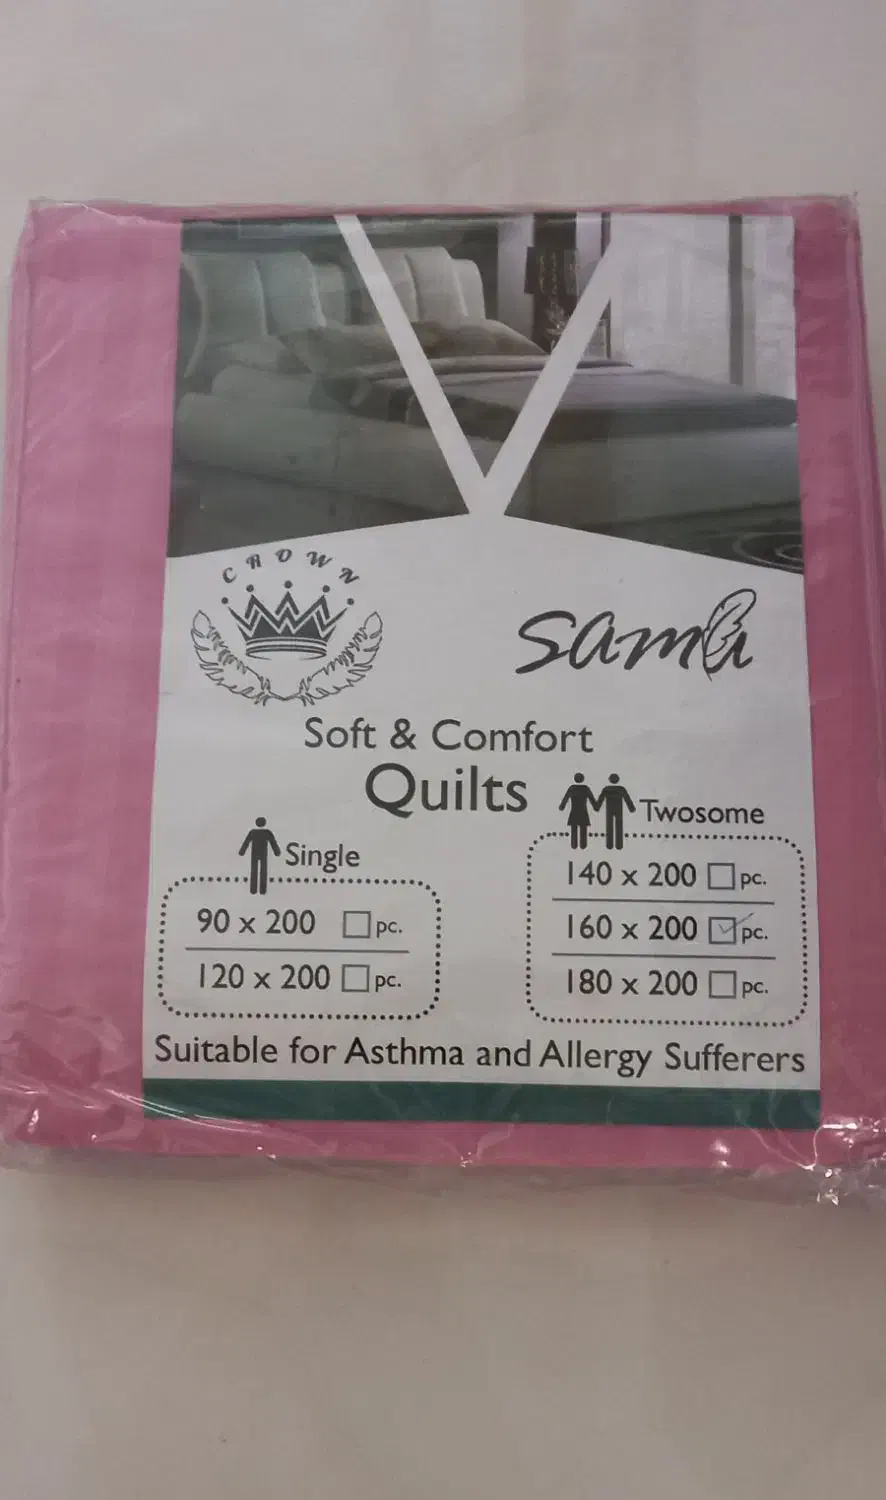 CROWN
sama
Soft & Comfort
Quilts
Single
90 x 200 pc.
120 x 200 pc.
Twosome
140 x 200 pc.
160 x 200 pc.
180 x 200 pc.
Suitable for Asthma and Allergy Sufferers